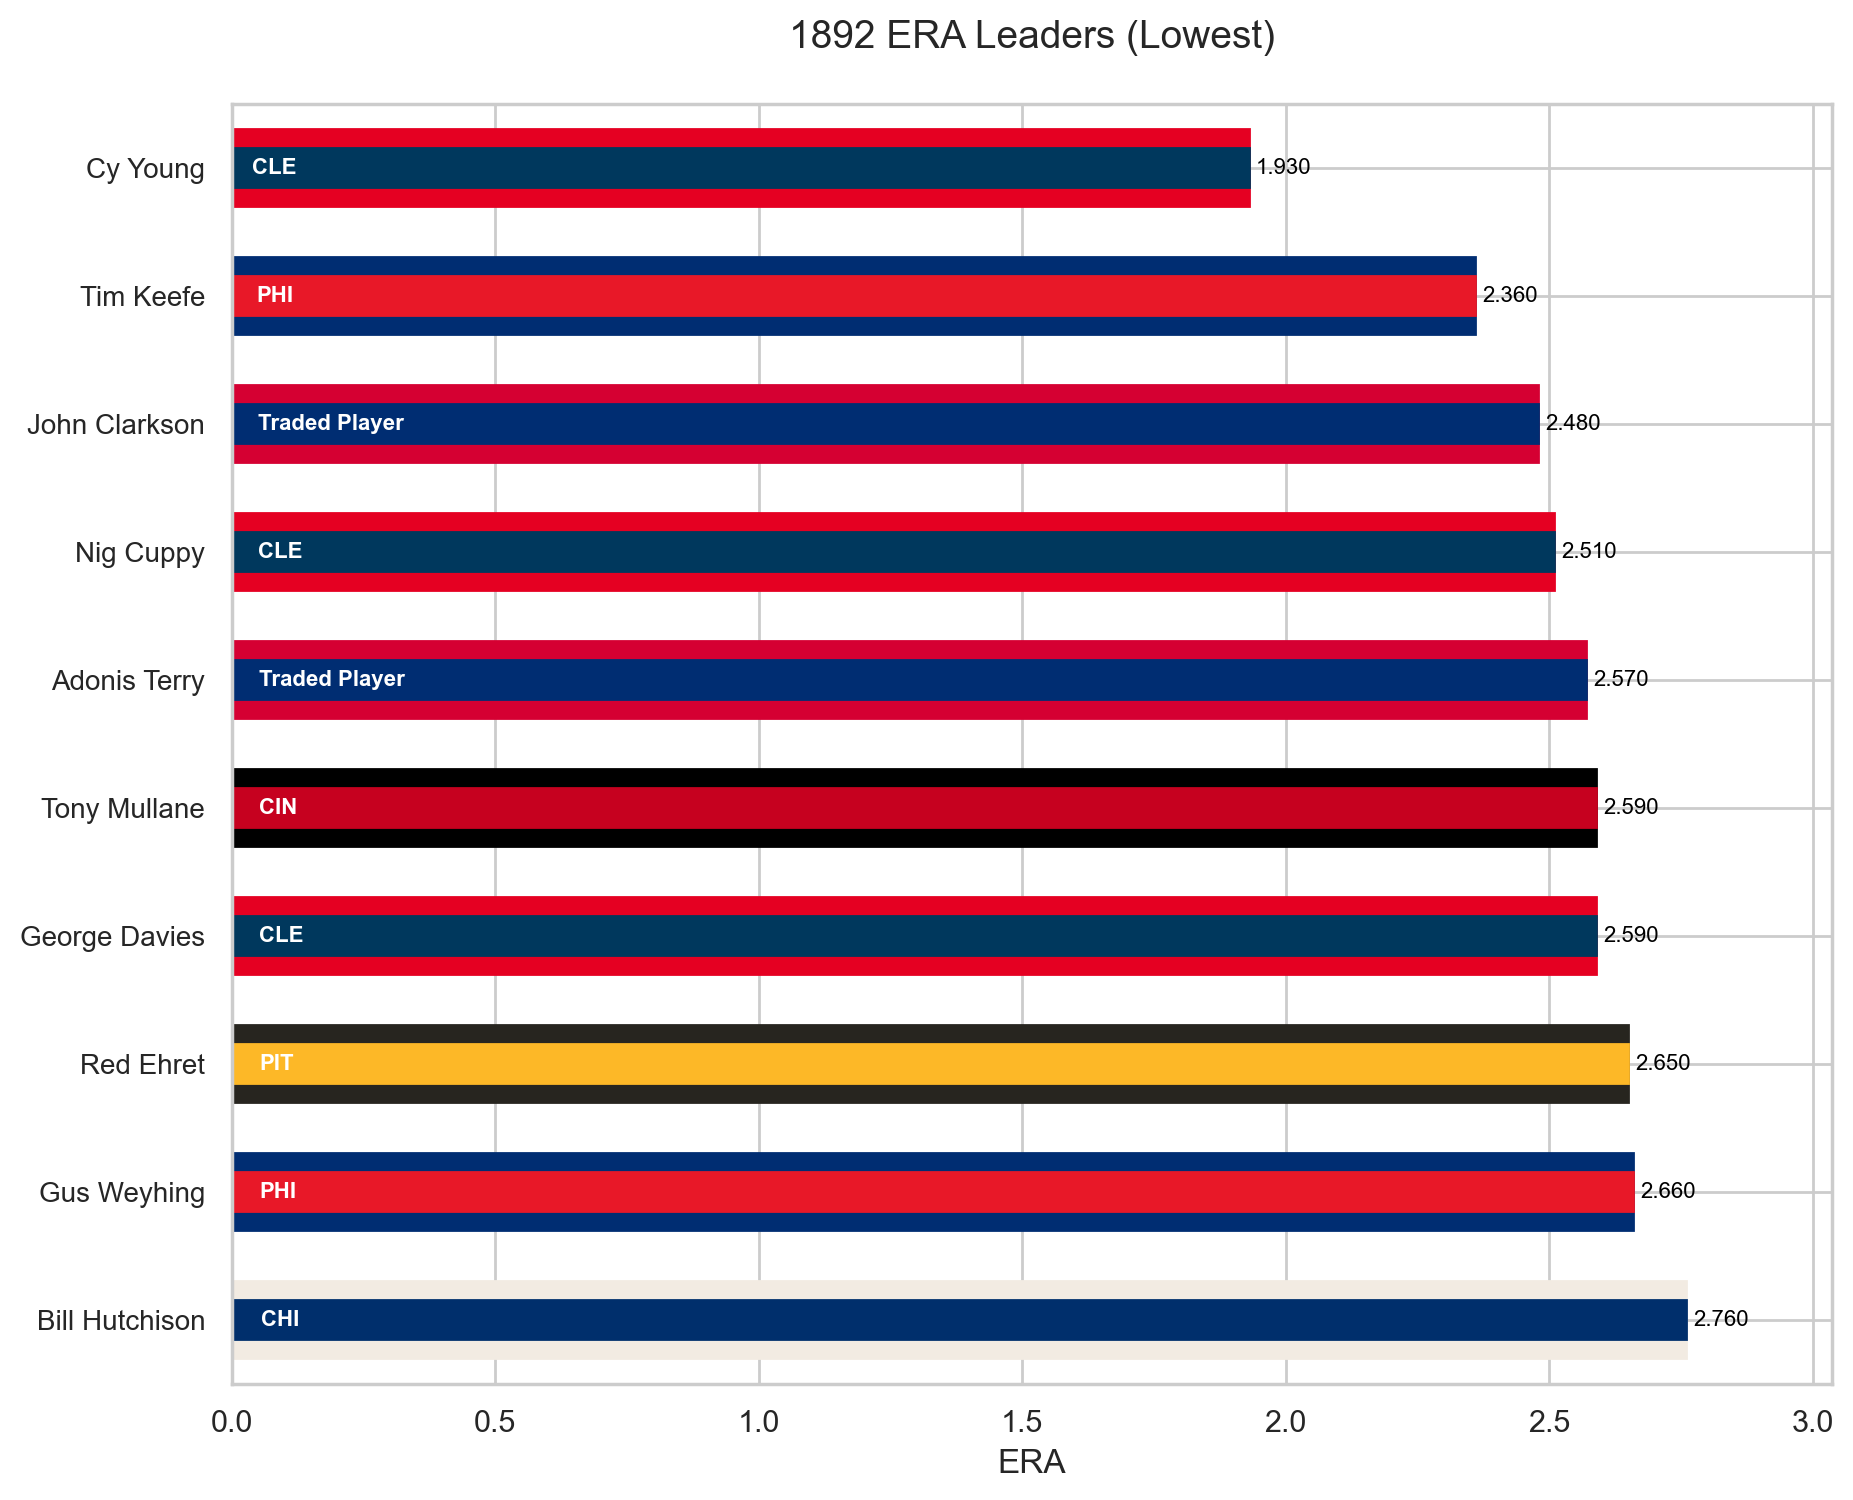 1892 ERA Leaders (Lowest)
Cy Young CLE 1.930
Tim Keefe PHI 2.360
John Clarkson Traded Player 2.480
Nig Cuppy CLE 2.510
Adonis Terry Traded Player 2.570
Tony Mullane CIN 2.590
George Davies CLE 2.590
Red Ehret PIT 2.650
Gus Weyhing PHI 2.660
Bill Hutchison CHI 2.760
0.0 0.5 1.0 1.5 2.0 2.5 3.0
ERA